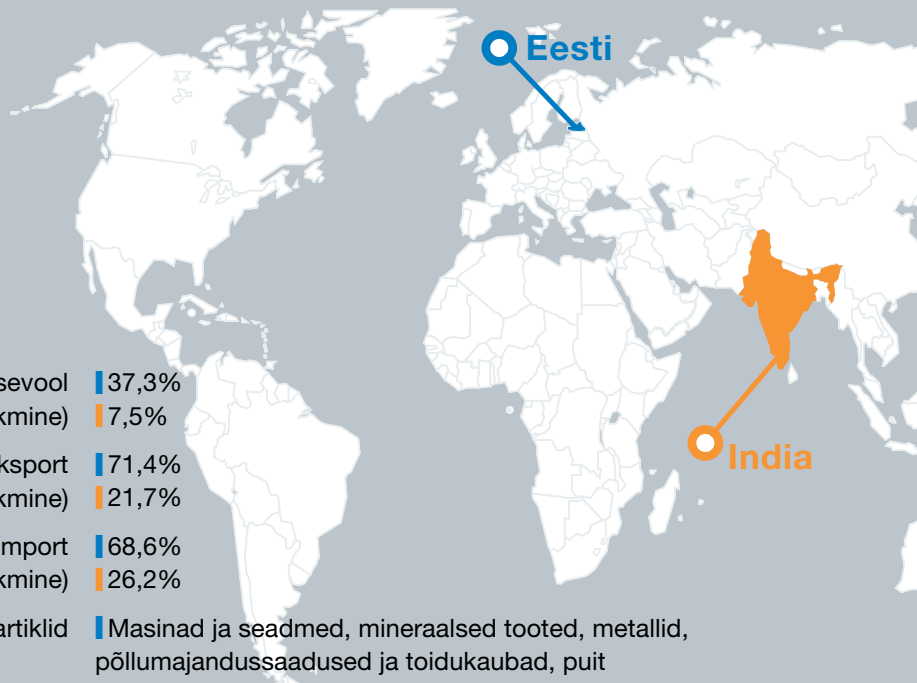 Eesti
India
sevool 37,3%
kmine) 7,5%
ksport 71,4%
kmine) 21,7%
mport 68,6%
kmine) 26,2%
artiklid Masinad ja seadmed, mineraalsed tooted, metallid,
põllumajandussaadused ja toidukaubad, puit